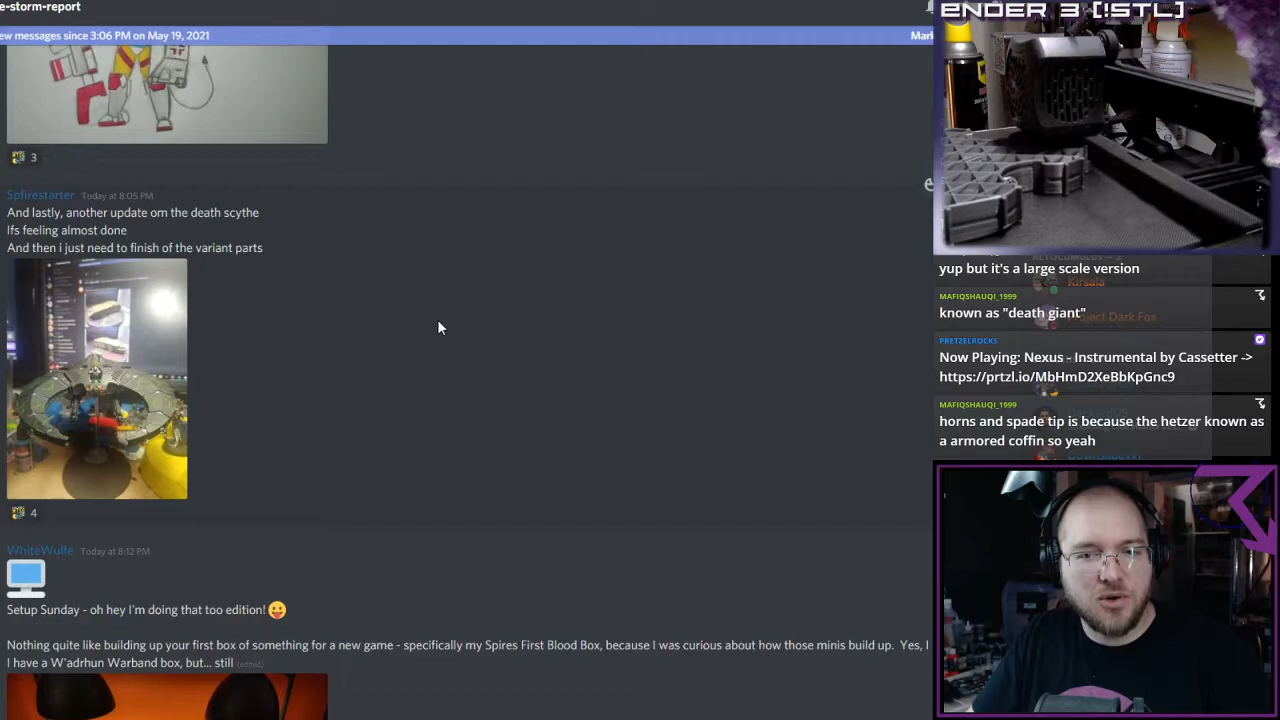 e-storm-report
ew messages since 3:06 PM on May 19, 2021
Mark
3
Spfirestarter Today at 8:05 PM
And lastly, another update om the death scythe
Ifs feeling almost done
And then i just need to finish of the variant parts
4
WhiteWulfe Today at 8:12 PM
Setup Sunday - oh hey I'm doing that too edition!
Nothing quite like building up your first box of something for a new game - specifically my Spires First Blood Box, because I was curious about how those minis build up. Yes, I
I have a W'adrhun Warband box, but... still (edited)
ENDER 3 [!STL]
yup but it's a large scale version
Kirsala
MAFIQSHAUQI_1999
known as "death giant"
Project Dark Fox
PRETZELROCKS
Now Playing: Nexus - Instrumental by Cassetter ->
https://prtzl.io/MbHmD2XeBbKpGnc9
MAFIQSHAUQI_1999
horns and spade tip is because the hetzer known as
a armored coffin so yeah